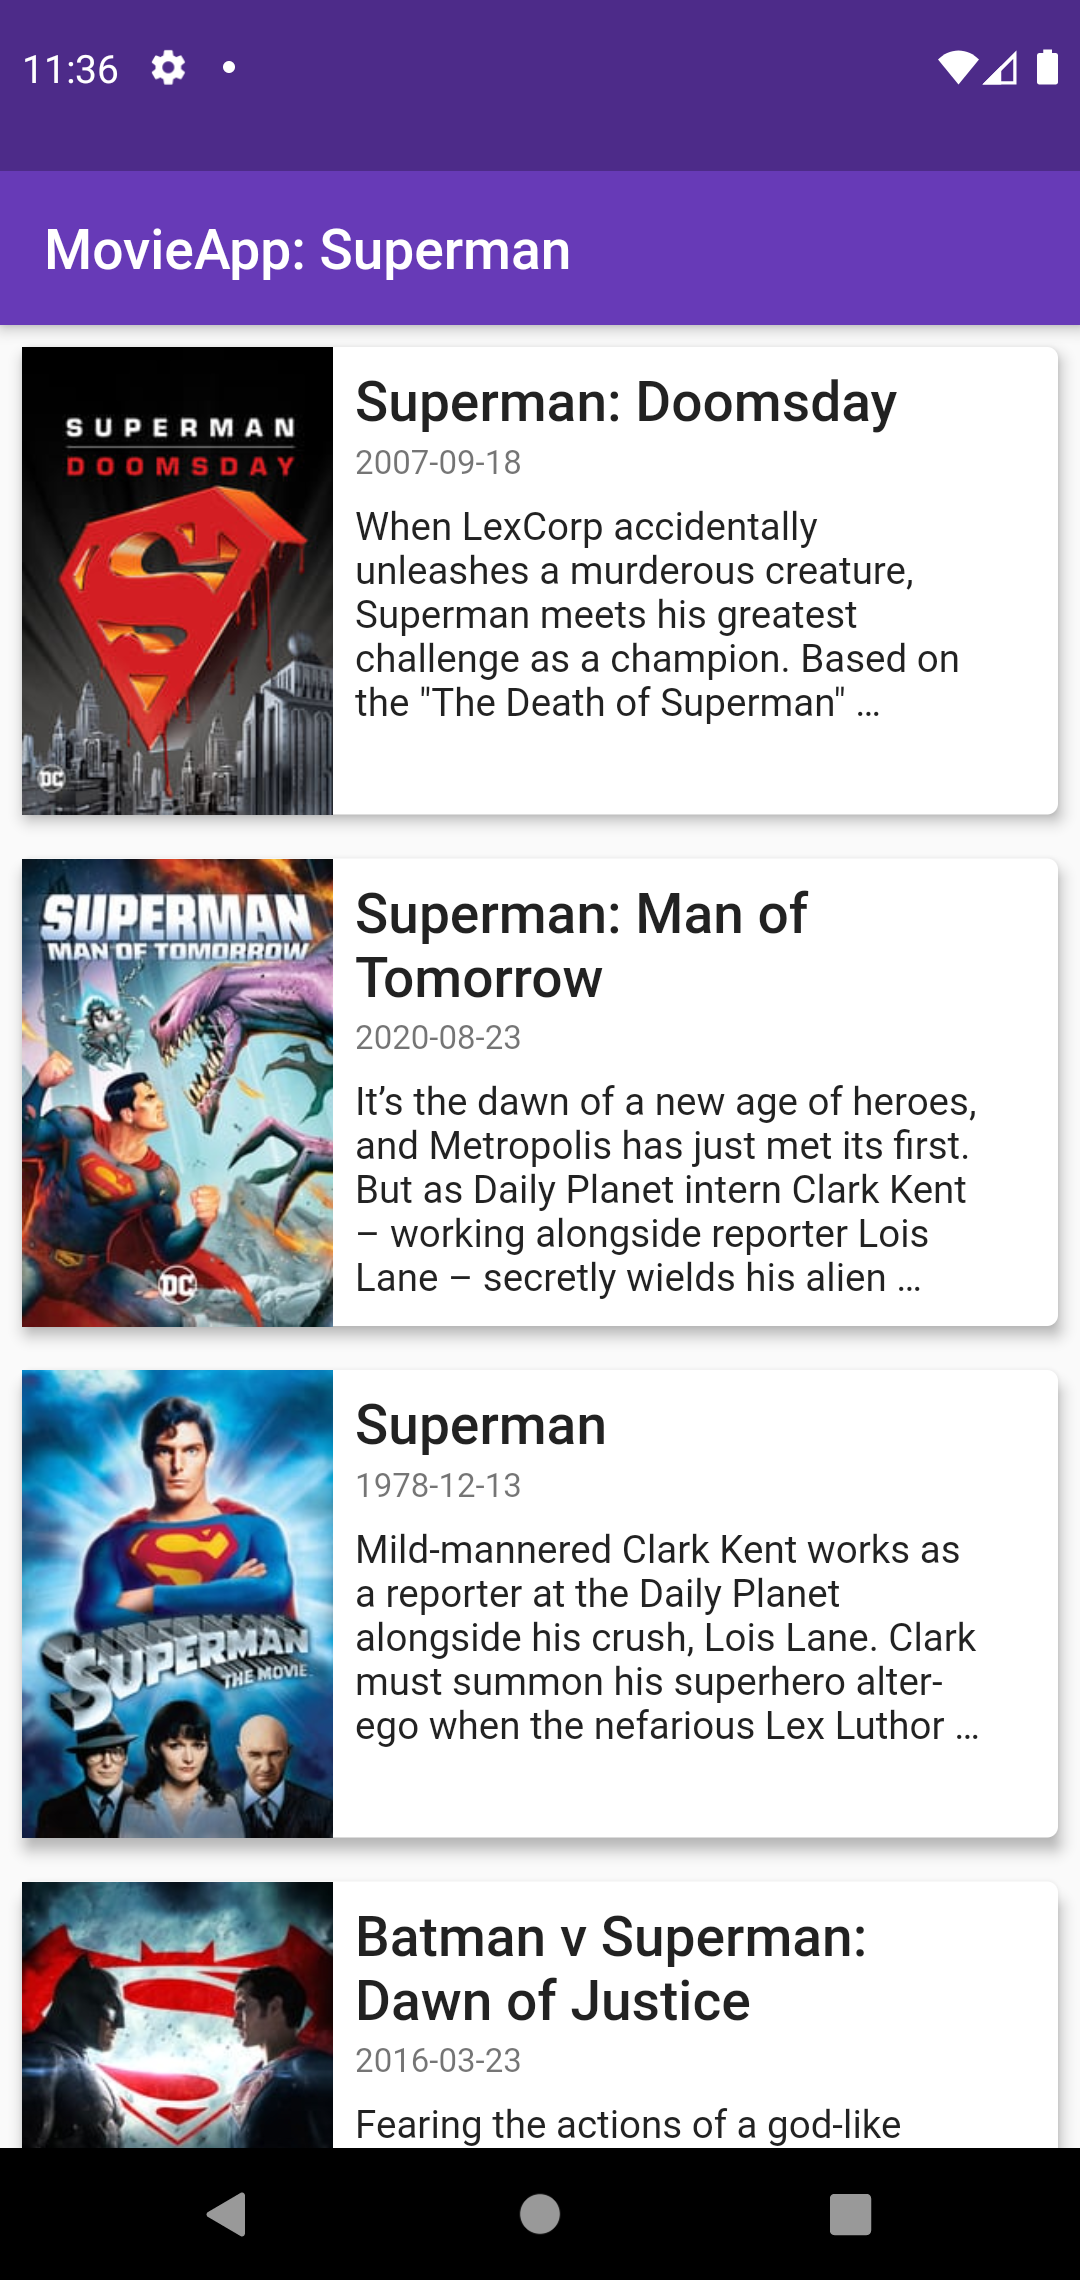 11:36
MovieApp: Superman
SUPERMAN
DOOMSDAY
DC
Superman: Doomsday
2007-09-18
When LexCorp accidentally
unleashes a murderous creature,
Superman meets his greatest
challenge as a champion. Based on
the "The Death of Superman" …
SUPERMAN
MAN OF TOMORROW
DC
Superman: Man of
Tomorrow
2020-08-23
It’s the dawn of a new age of heroes,
and Metropolis has just met its first.
But as Daily Planet intern Clark Kent
– working alongside reporter Lois
Lane – secretly wields his alien …
SUPERMAN
THE MOVIE
Superman
1978-12-13
Mild-mannered Clark Kent works as
a reporter at the Daily Planet
alongside his crush, Lois Lane. Clark
must summon his superhero alter-
ego when the nefarious Lex Luthor …
Batman v Superman:
Dawn of Justice
2016-03-23
Fearing the actions of a god-like